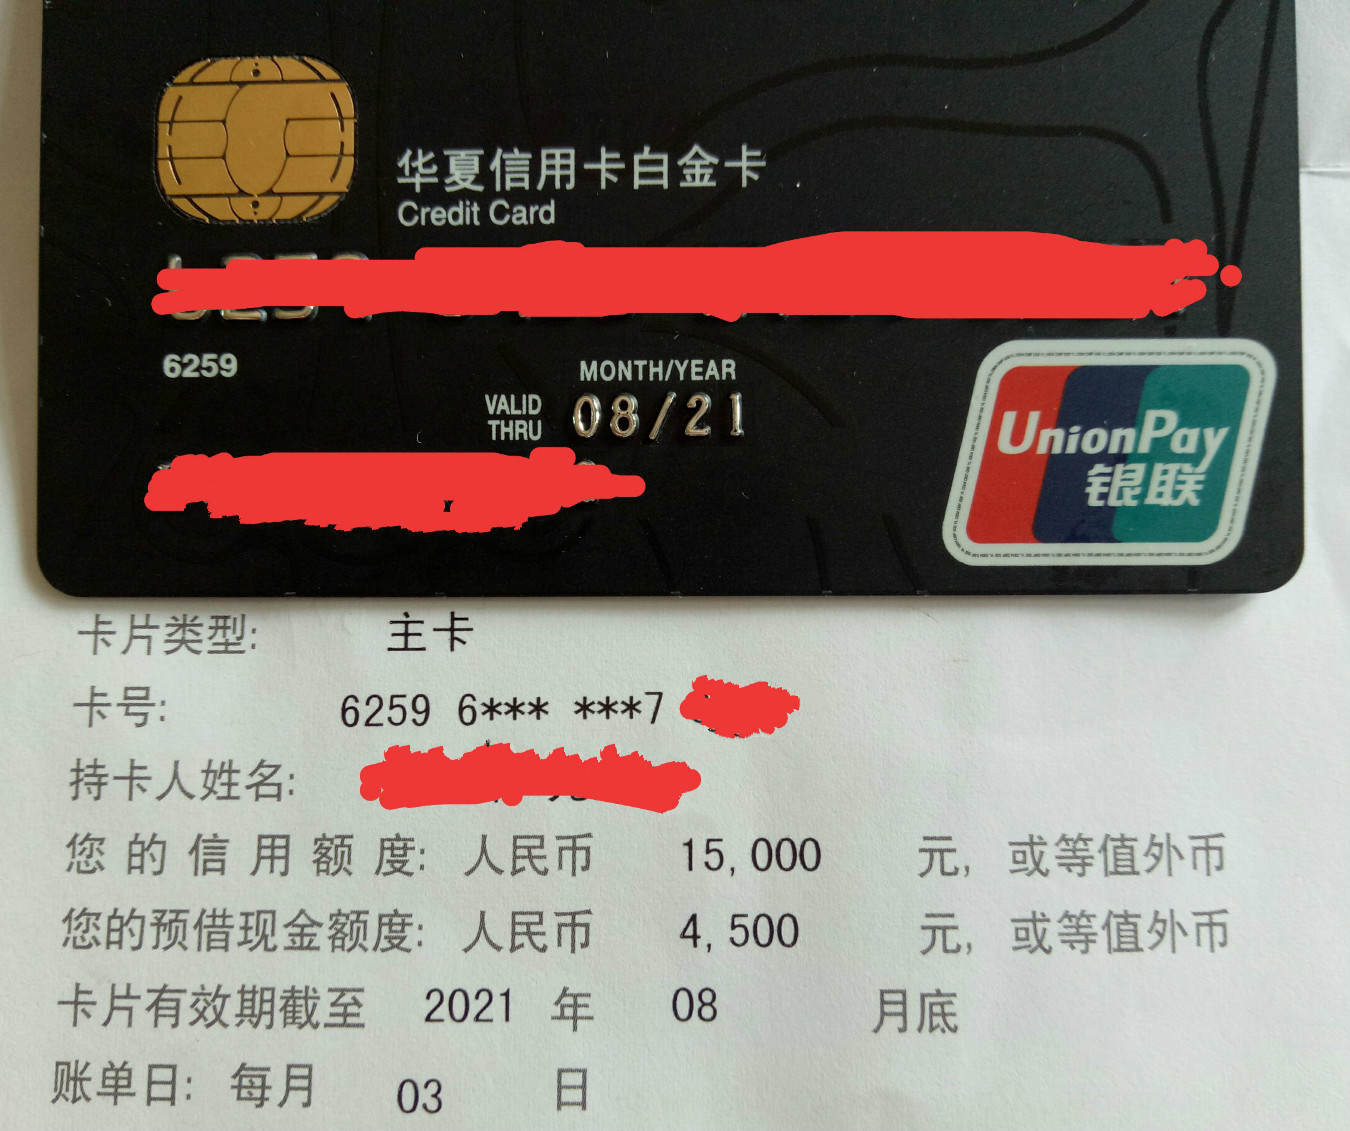 华夏信用卡白金卡
Credit Card
6259
MONTH/YEAR
VALID THRU 08/21
UnionPay
银联
卡片类型: 主卡
卡号: 6259 6*** ***7
持卡人姓名:
您的信用额度: 人民币 15,000 元, 或等值外币
您的预借现金额度: 人民币 4,500 元, 或等值外币
卡片有效期截至 2021 年 08 月底
账单日: 每月 03 日